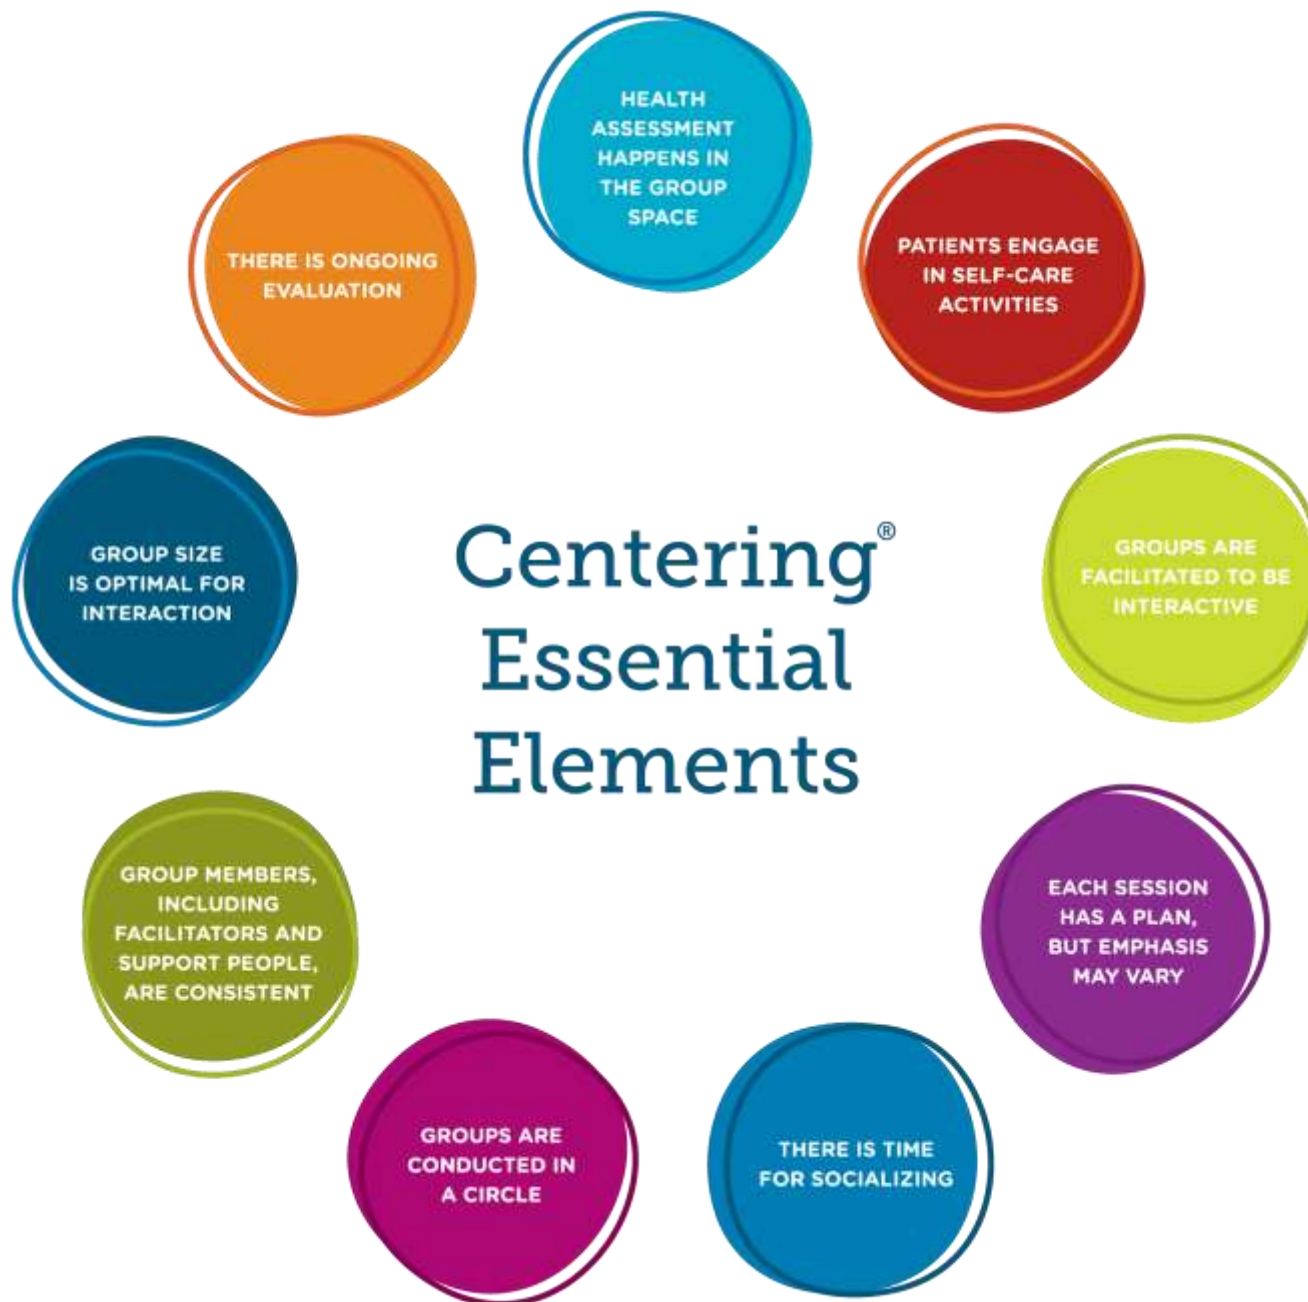 HEALTH
ASSESSMENT
HAPPENS IN
THE GROUP
SPACE
PATIENTS ENGAGE
IN SELF-CARE
ACTIVITIES
GROUPS ARE
FACILITATED TO BE
INTERACTIVE
EACH SESSION
HAS A PLAN,
BUT EMPHASIS
MAY VARY
THERE IS TIME
FOR SOCIALIZING
GROUPS ARE
CONDUCTED IN
A CIRCLE
GROUP MEMBERS,
INCLUDING
FACILITATORS AND
SUPPORT PEOPLE,
ARE CONSISTENT
GROUP SIZE
IS OPTIMAL FOR
INTERACTION
THERE IS ONGOING
EVALUATION
Centering®
Essential
Elements